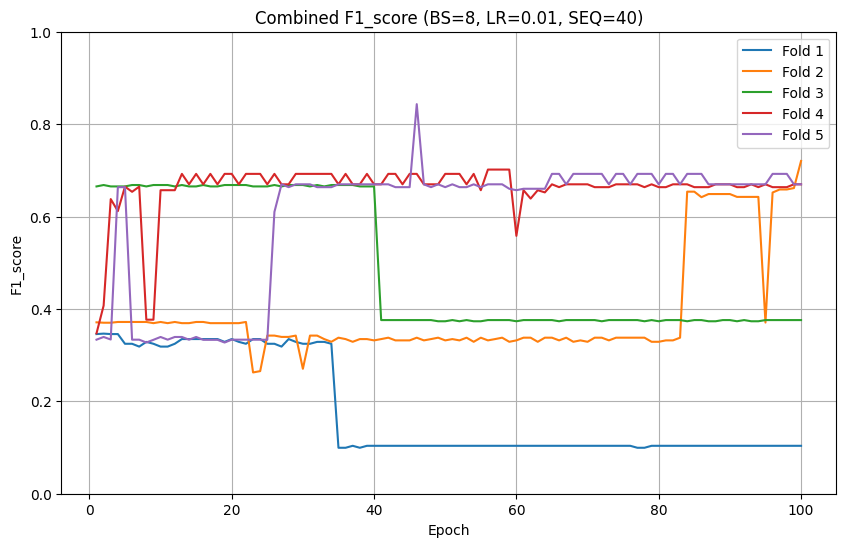 Combined F1_score (BS=8, LR=0.01, SEQ=40)
1.0
0.8
0.6
0.4
0.2
0.0
F1_score
0
20
40
60
80
100
Epoch
Fold 1
Fold 2
Fold 3
Fold 4
Fold 5